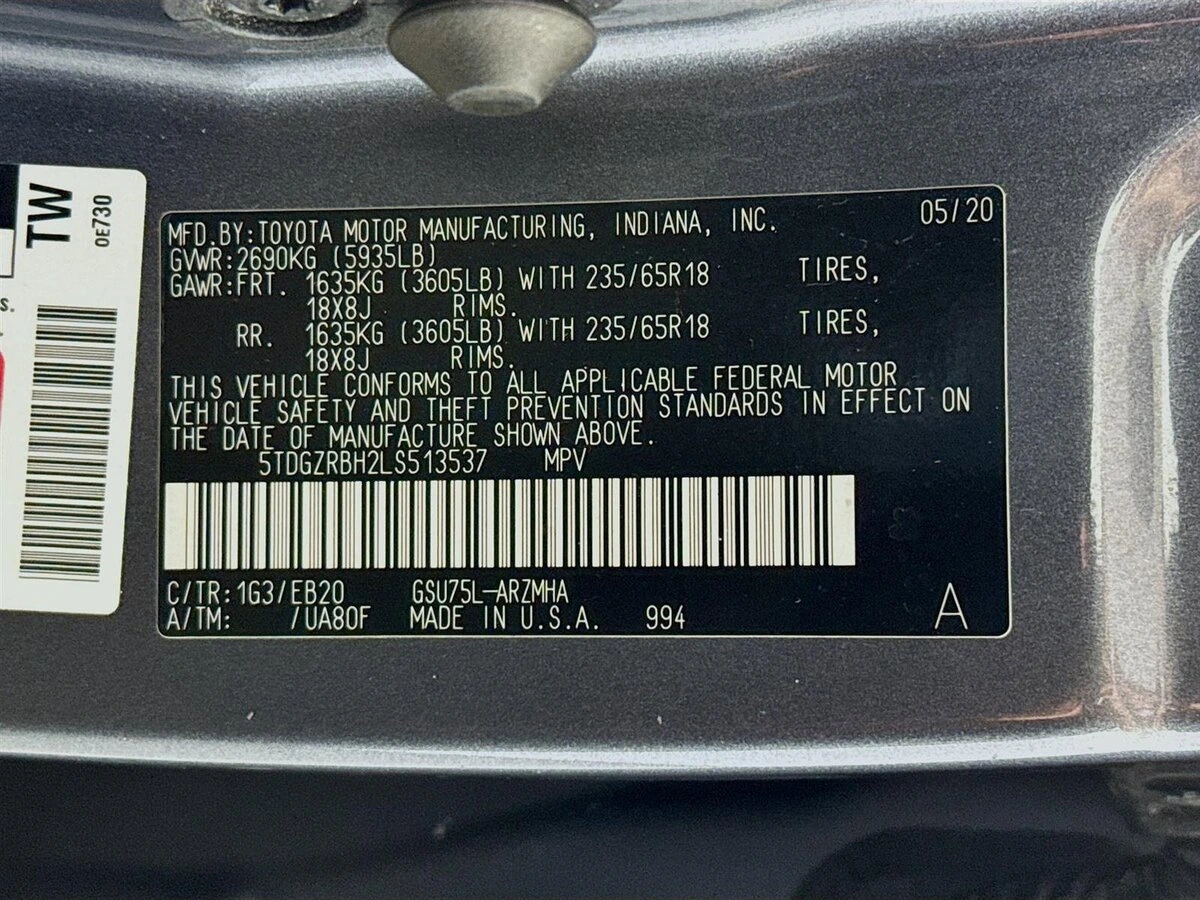 TW
0E730
S.
MFD.BY:TOYOTA MOTOR MANUFACTURING, INDIANA, INC. 05/20
GVWR:2690KG (5935LB)
GAWR:FRT. 1635KG (3605LB) WITH 235/65R18 TIRES,
18X8J RIMS.
RR. 1635KG (3605LB) WITH 235/65R18 TIRES,
18X8J RIMS.
THIS VEHICLE CONFORMS TO ALL APPLICABLE FEDERAL MOTOR
VEHICLE SAFETY AND THEFT PREVENTION STANDARDS IN EFFECT ON
THE DATE OF MANUFACTURE SHOWN ABOVE.
5TDGZRBH2LS513537 MPV
C/TR:1G3/EB20 GSU75L-ARZMHA
A/TM: /UA80F MADE IN U.S.A. 994 A